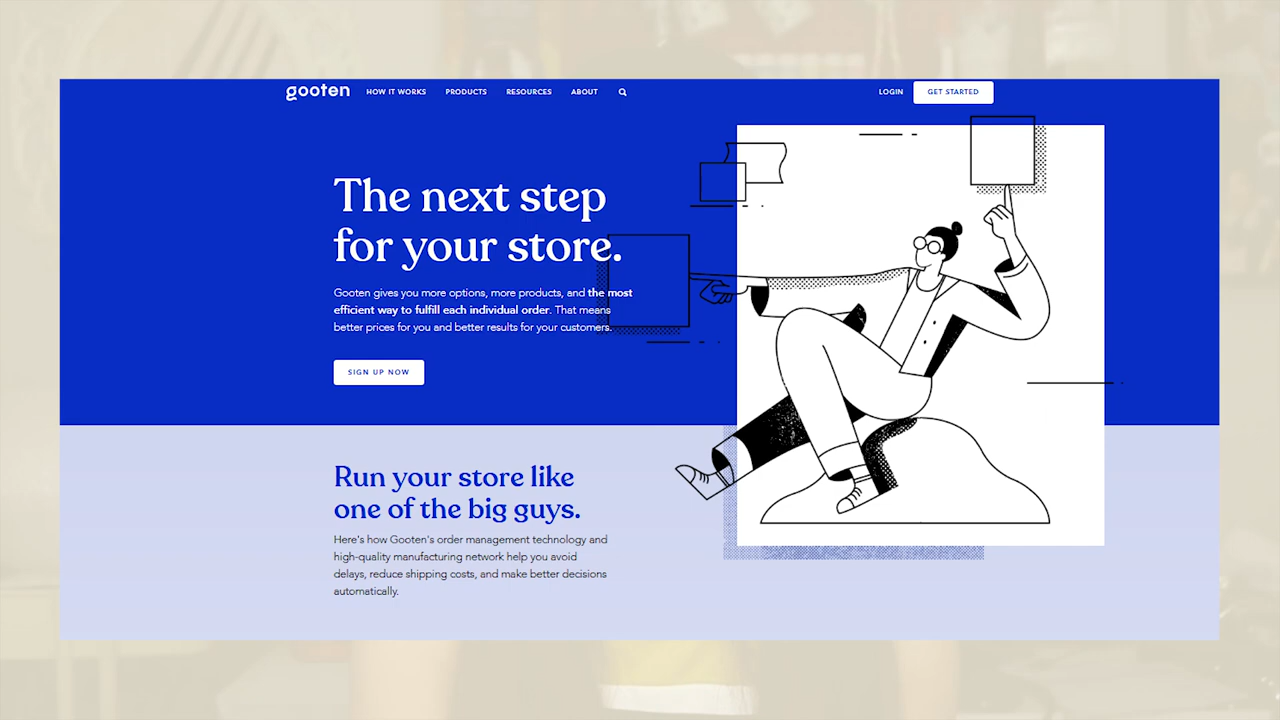 gooten
HOW IT WORKS
PRODUCTS
RESOURCES
ABOUT
LOGIN
GET STARTED
The next step
for your store.
Gooten gives you more options, more products, and the most
efficient way to fulfill each individual order. That means
better prices for you and better results for your customers.
SIGN UP NOW
Run your store like
one of the big guys.
Here's how Gooten's order management technology and
high-quality manufacturing network help you avoid
delays, reduce shipping costs, and make better decisions
automatically.